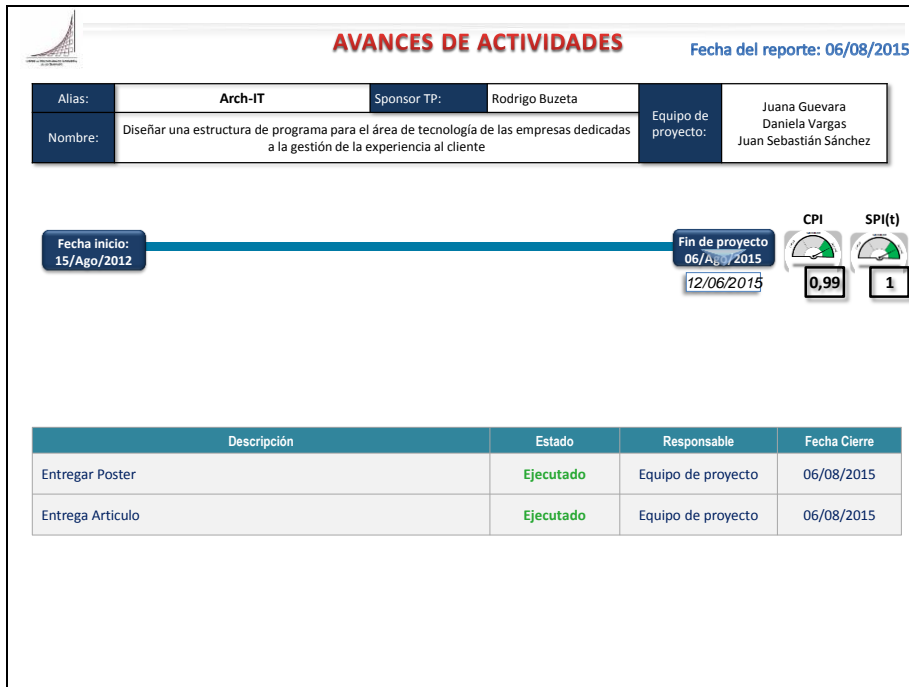 AVANCES DE ACTIVIDADES
Fecha del reporte: 06/08/2015
Alias:
Arch-IT
Sponsor TP:
Rodrigo Buzeta
Equipo de
proyecto:
Juana Guevara
Daniela Vargas
Juan Sebastián Sánchez
Nombre:
Diseñar una estructura de programa para el área de tecnología de las empresas dedicadas
a la gestión de la experiencia al cliente
CPI
SPI(t)
Fecha inicio:
15/Ago/2012
Fin de proyecto
06/Ago/2015
12/06/2015
0,99
1
Descripción
Estado
Responsable
Fecha Cierre
Entregar Poster
Ejecutado
Equipo de proyecto
06/08/2015
Entrega Articulo
Ejecutado
Equipo de proyecto
06/08/2015